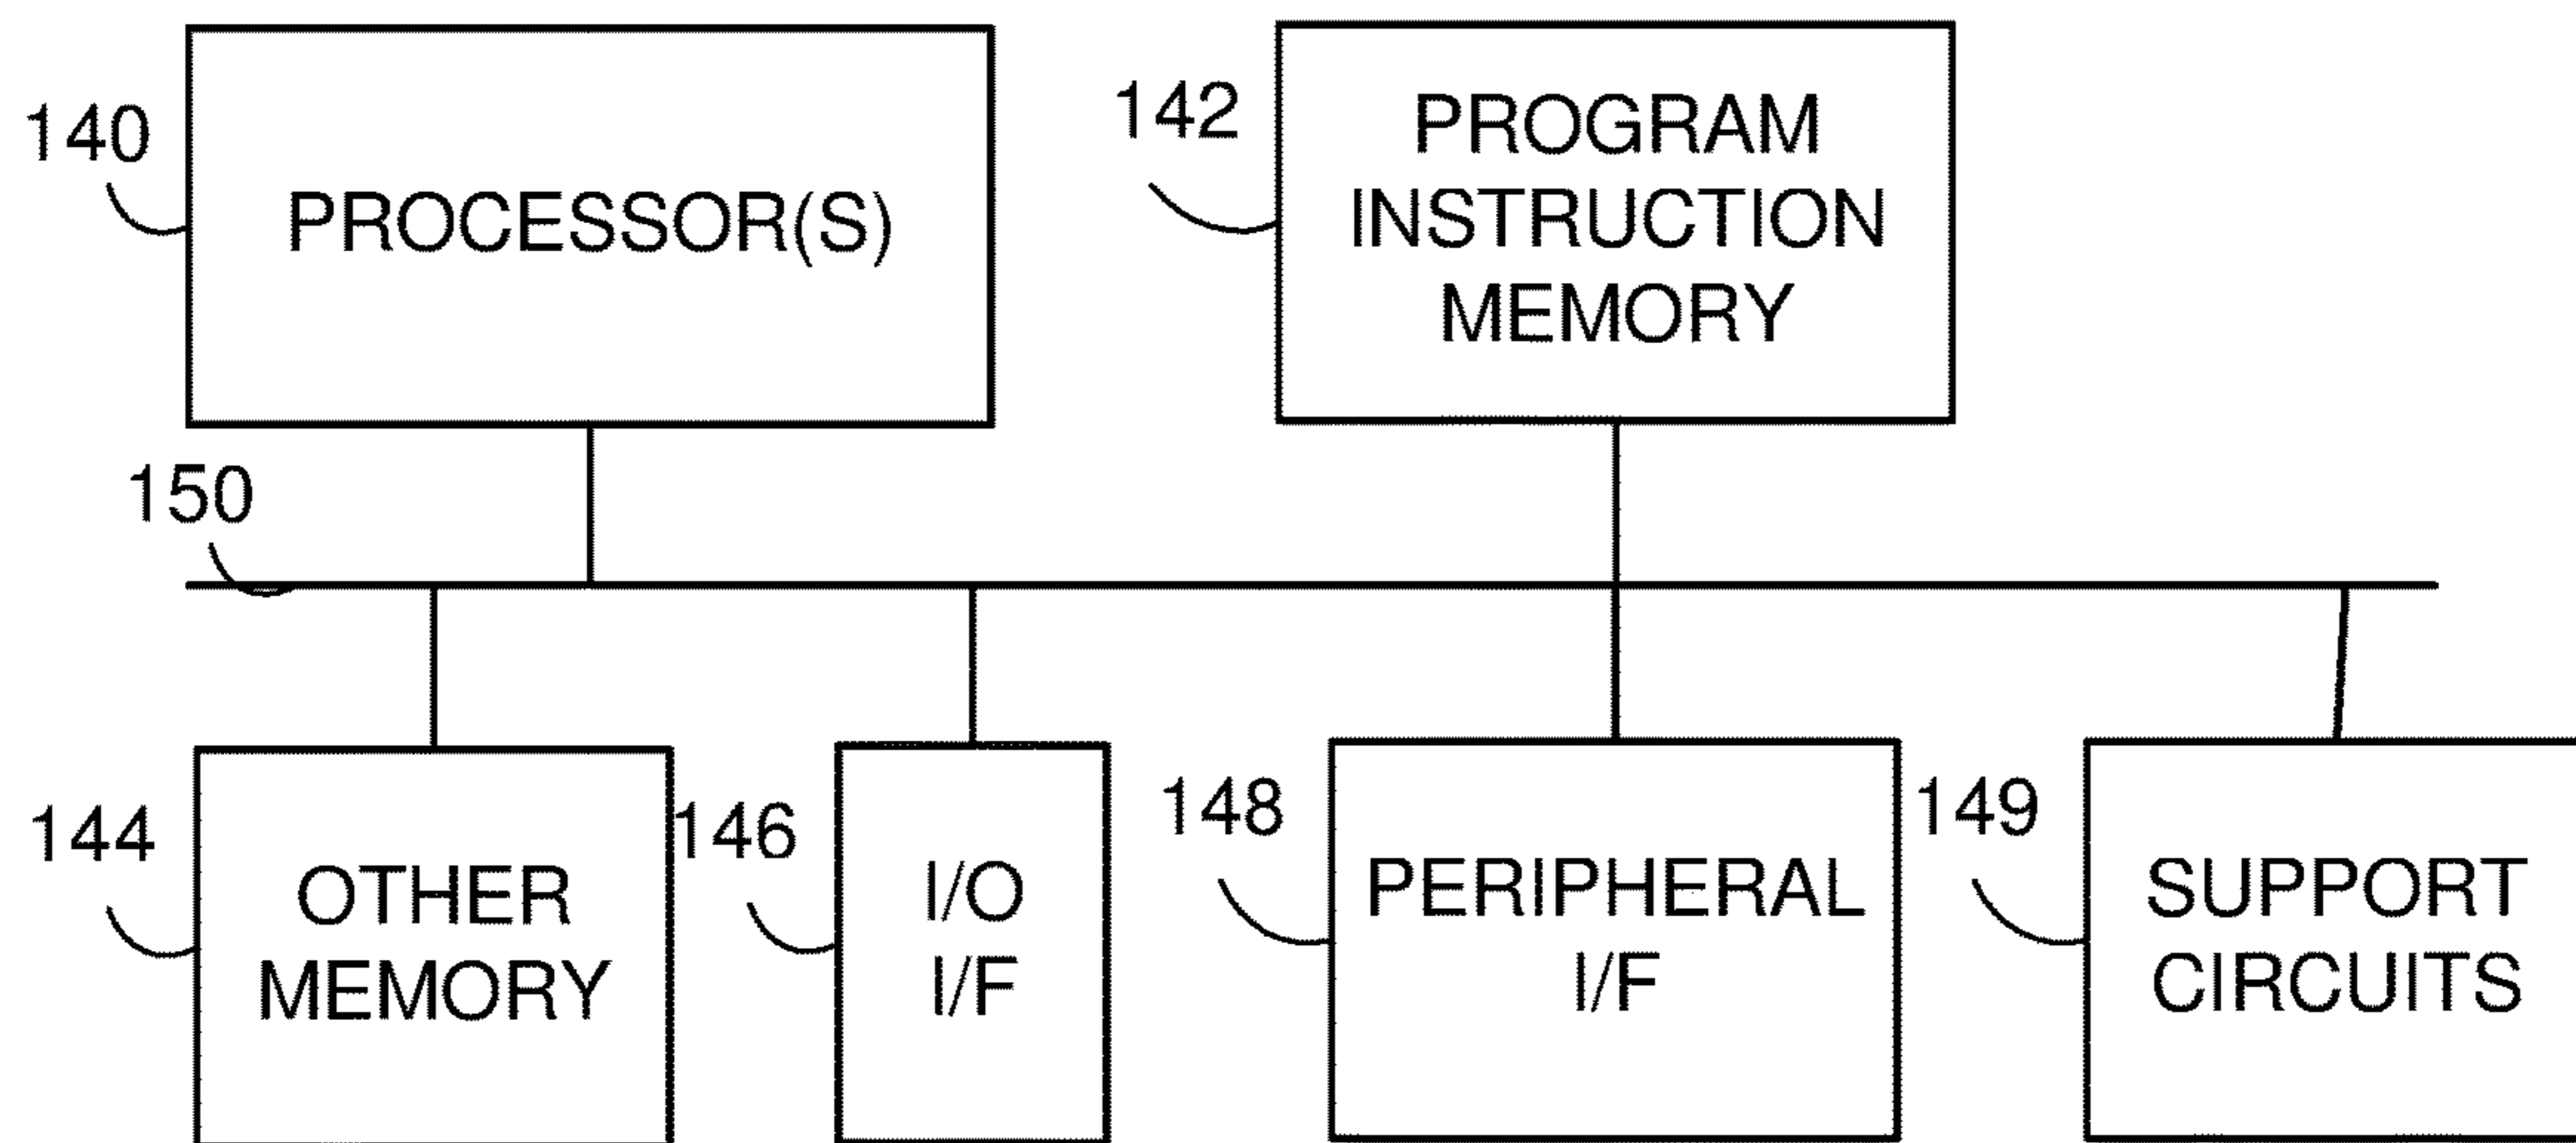 140
PROCESSOR(S)
142
PROGRAM
INSTRUCTION
MEMORY
150
144
OTHER
MEMORY
146
I/O
I/F
148
PERIPHERAL
I/F
149
SUPPORT
CIRCUITS